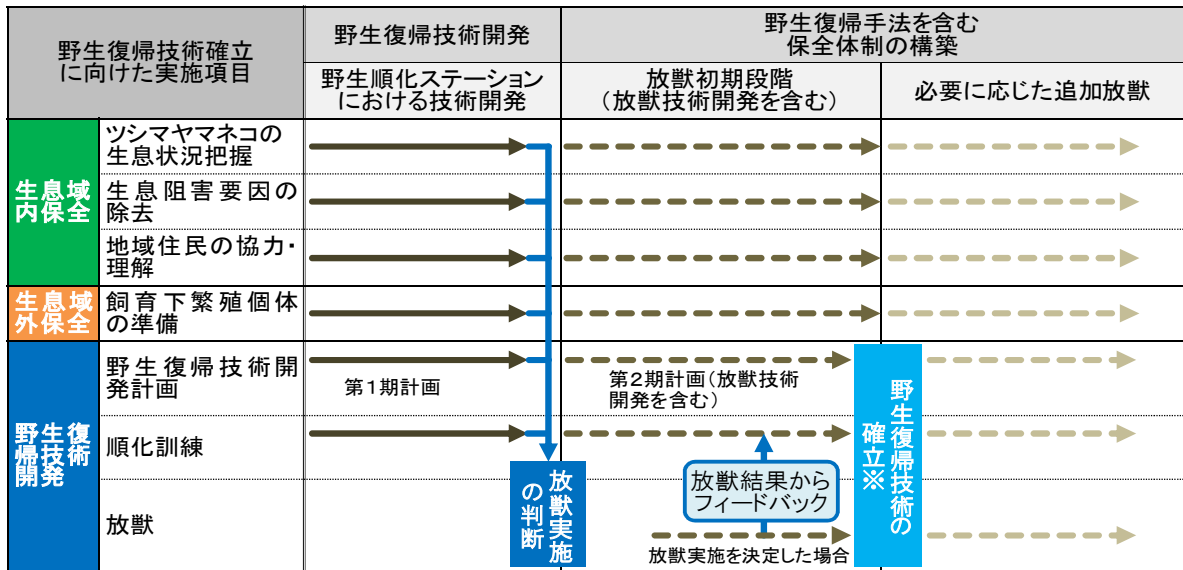 野生復帰技術確立
に向けた実施項目
野生復帰技術開発
野生復帰手法を含む
保全体制の構築
野生順化ステーション
における技術開発
放獣初期段階
（放獣技術開発を含む）
必要に応じた追加放獣
生息域
内保全
ツシマヤマネコの
生息状況把握
生息阻害要因の
除去
地域住民の協力・
理解
生息域
外保全
飼育下繁殖個体
の準備
野生復
帰技術
開発
野生復帰技術開
発計画
第１期計画
第２期計画（放獣技術
開発を含む）
順化訓練
放獣
放獣実施
の判断
放獣結果から
フィードバック
放獣実施を決定した場合
野生復帰技術の
確立※